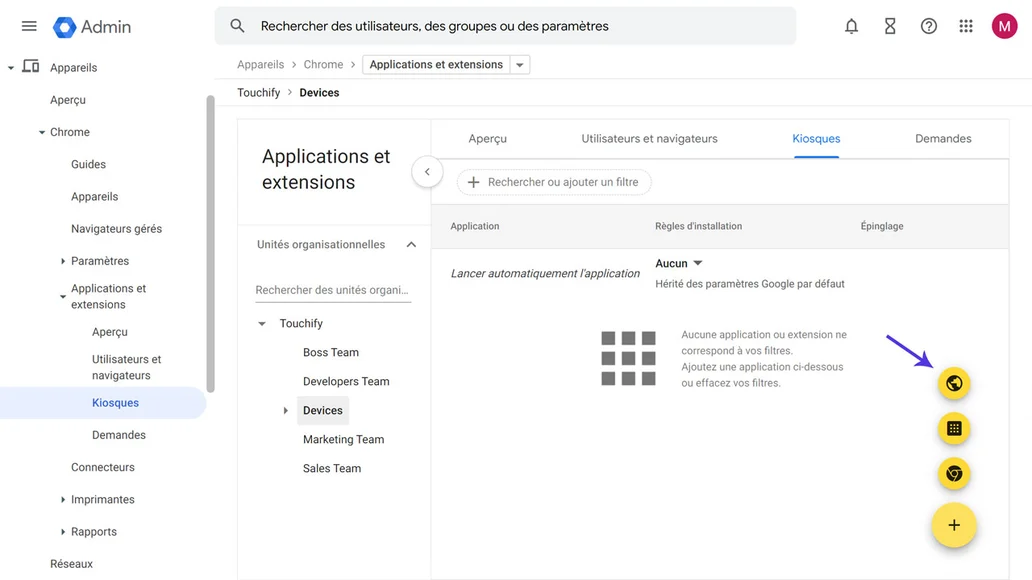 Admin
Rechercher des utilisateurs, des groupes ou des paramètres
M
Appareils
Aperçu
Chrome
Guides
Appareils
Navigateurs gérés
Paramètres
Applications et
extensions
Aperçu
Utilisateurs et
navigateurs
Kiosques
Demandes
Connecteurs
Imprimantes
Rapports
Réseaux
Appareils > Chrome > Applications et extensions
Touchify > Devices
Applications et
extensions
Unités organisationnelles
Rechercher des unités organi...
Touchify
Boss Team
Developers Team
Devices
Marketing Team
Sales Team
Aperçu Utilisateurs et navigateurs Kiosques Demandes
+ Rechercher ou ajouter un filtre
Application Règles d'installation Épinglage
Lancer automatiquement l'application Aucun
Hérité des paramètres Google par défaut
Aucune application ou extension ne
correspond à vos filtres.
Ajoutez une application ci-dessous
ou effacez vos filtres.
+